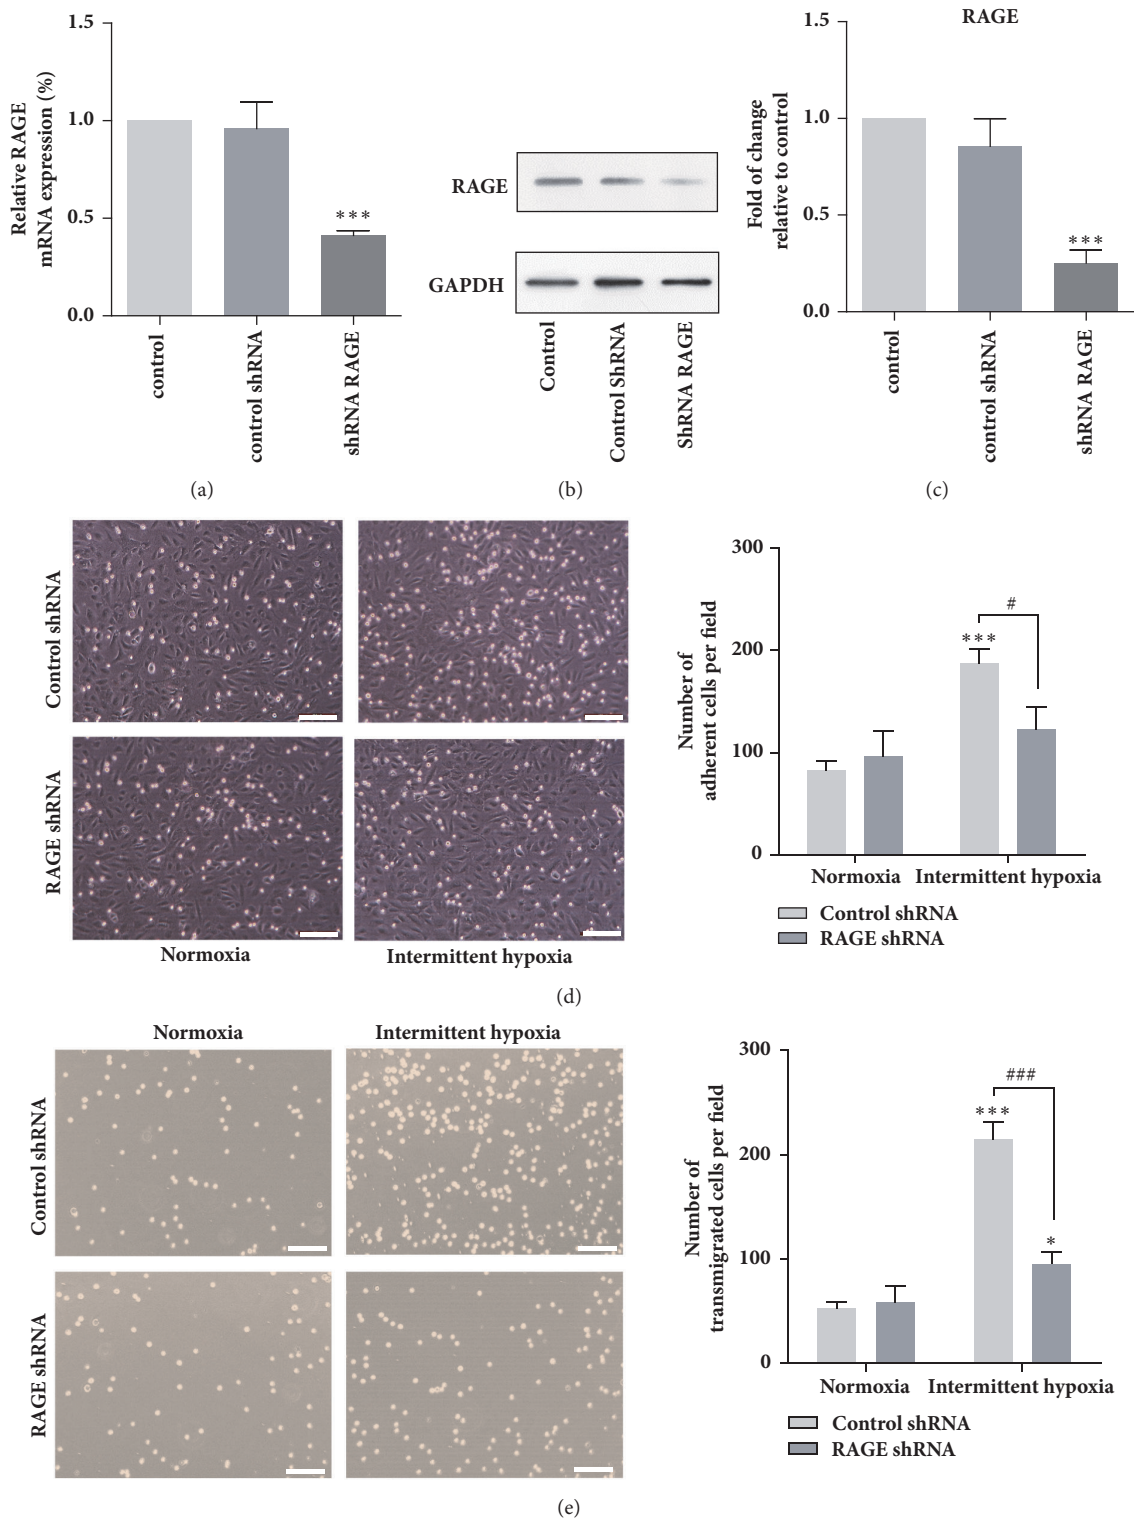 Relative RAGE
mRNA expression (%)
1.5
1.0
0.5
0.0
***
control
control shRNA
shRNA RAGE
(a)
RAGE
GAPDH
Control
Control ShRNA
ShRNA RAGE
(b)
RAGE
Fold of change
relative to control
1.5
1.0
0.5
0.0
***
control
control shRNA
shRNA RAGE
(c)
Control shRNA
RAGE shRNA
Normoxia
Intermittent hypoxia
Number of
adherent cells per field
300
200
100
0
***
#
Normoxia
Intermittent hypoxia
Control shRNA
RAGE shRNA
(d)
Normoxia
Intermittent hypoxia
Control shRNA
RAGE shRNA
Number of
transmigrated cells per field
300
200
100
0
***
###
*
Normoxia
Intermittent hypoxia
Control shRNA
RAGE shRNA
(e)